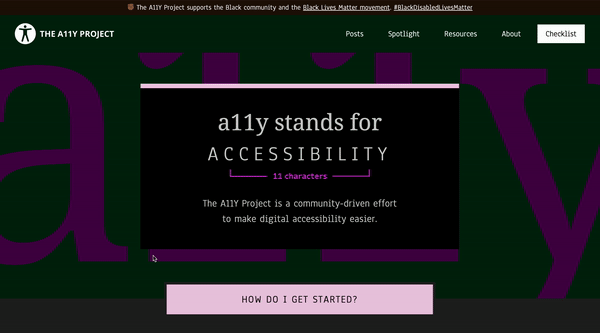 ✊🏾 The A11Y Project supports the Black community and the Black Lives Matter movement. #BlackDisabledLivesMatter
THE A11Y PROJECT
Posts
Spotlight
Resources
About
Checklist
a11y
a11y stands for
ACCESSIBILITY
11 characters
The A11Y Project is a community-driven effort
to make digital accessibility easier.
HOW DO I GET STARTED?